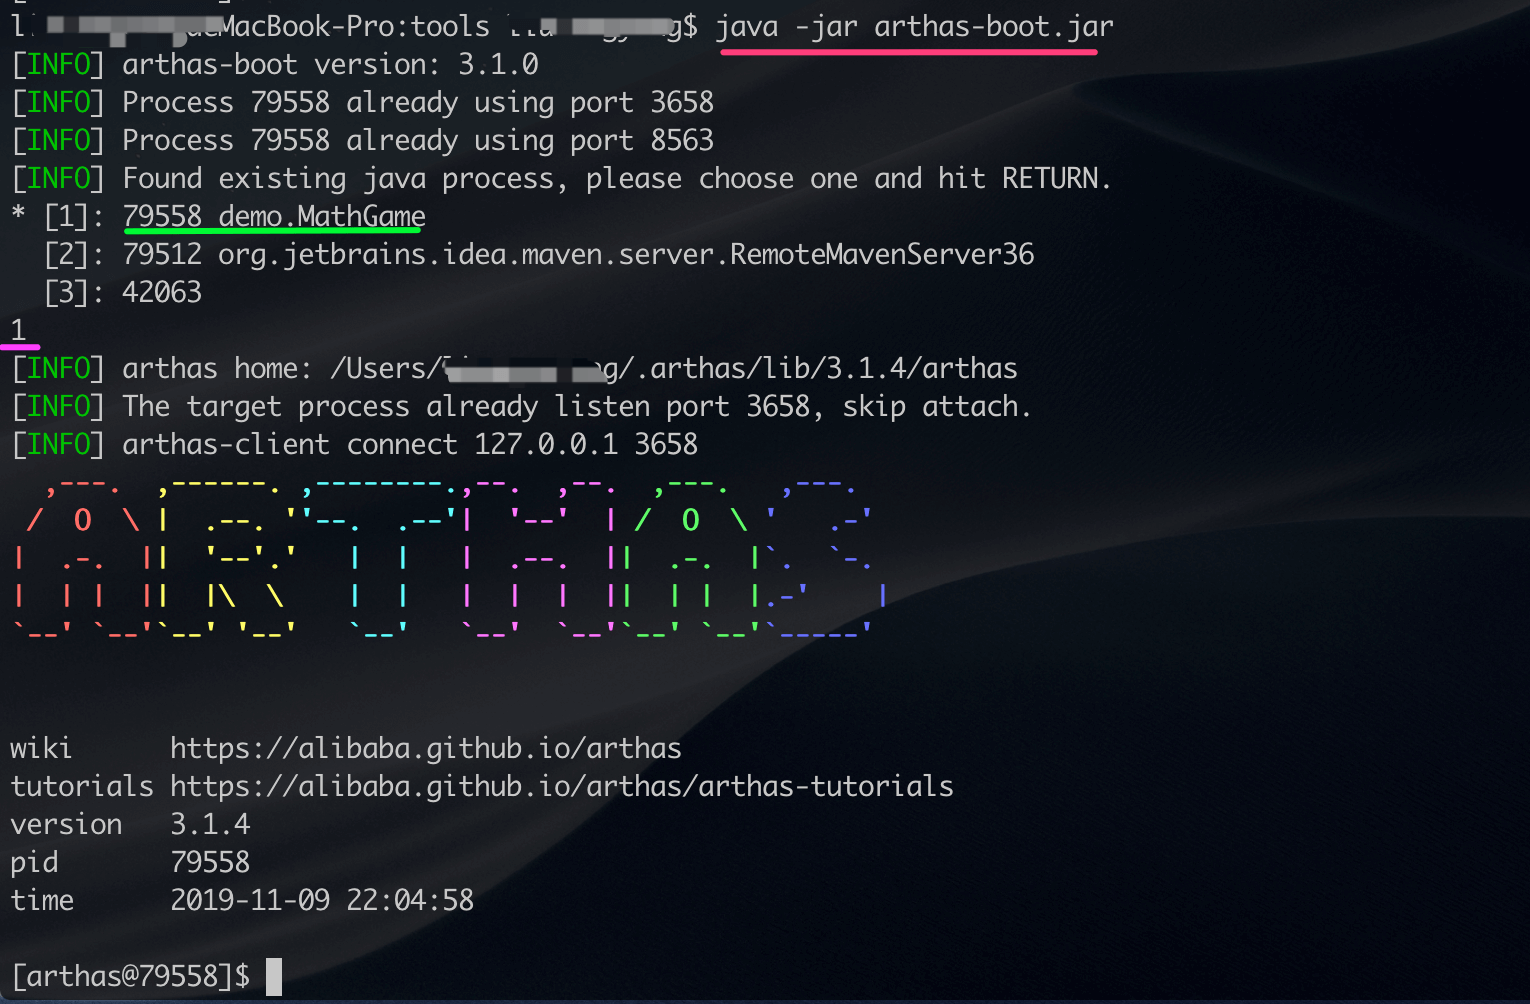 MacBook-Pro:tools $ java -jar arthas-boot.jar
[INFO] arthas-boot version: 3.1.0
[INFO] Process 79558 already using port 3658
[INFO] Process 79558 already using port 8563
[INFO] Found existing java process, please choose one and hit RETURN.
* [1]: 79558 demo.MathGame
[2]: 79512 org.jetbrains.idea.maven.server.RemoteMavenServer36
[3]: 42063
1
[INFO] arthas home: /Users/ /.arthas/lib/3.1.4/arthas
[INFO] The target process already listen port 3658, skip attach.
[INFO] arthas-client connect 127.0.0.1 3658
ARTHAS
wiki https://alibaba.github.io/arthas
tutorials https://alibaba.github.io/arthas/arthas-tutorials
version 3.1.4
pid 79558
time 2019-11-09 22:04:58
[arthas@79558]$